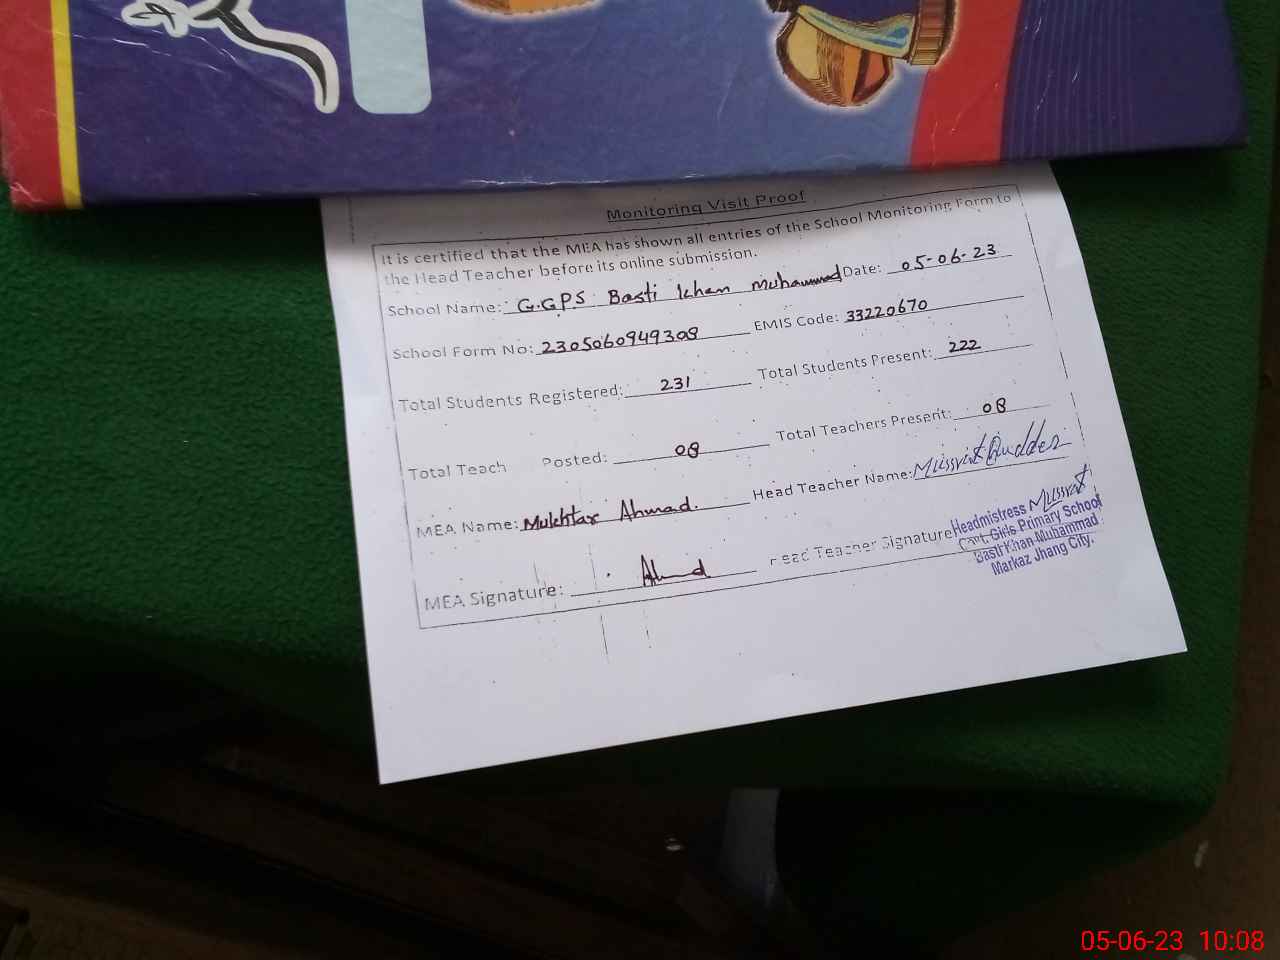 Monitoring Visit Proof
It is certified that the MEA has shown all entries of the School Monitoring Form to
the Head Teacher before its online submission.
School Name: G.GPS Basti Khan Muhammad Date: 05-06-23
School Form No: 2305060949308 EMIS Code: 33220670
Total Students Registered: 231 Total Students Present: 222
Total Teach Posted: 08 Total Teachers Present: 08
MEA Name: Mukhtar Ahmad. Head Teacher Name: Mussrat
MEA Signature: Ahmd Head Teacher Signature Mussrat
Headmistress
Govt. Girls Primary School
Basti Khan Muhammad
Markaz Jhang City.
05-06-23 10:08